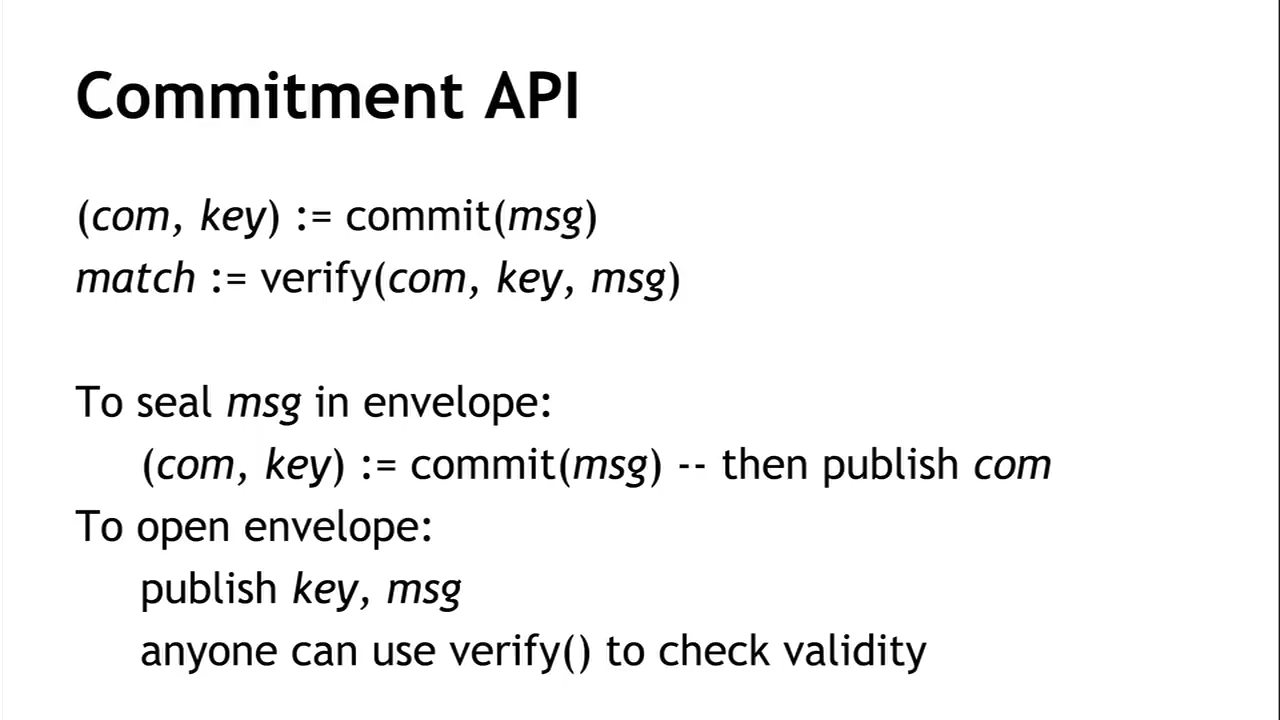 Commitment API
(com, key) := commit(msg)
match := verify(com, key, msg)
To seal msg in envelope:
(com, key) := commit(msg) -- then publish com
To open envelope:
publish key, msg
anyone can use verify() to check validity